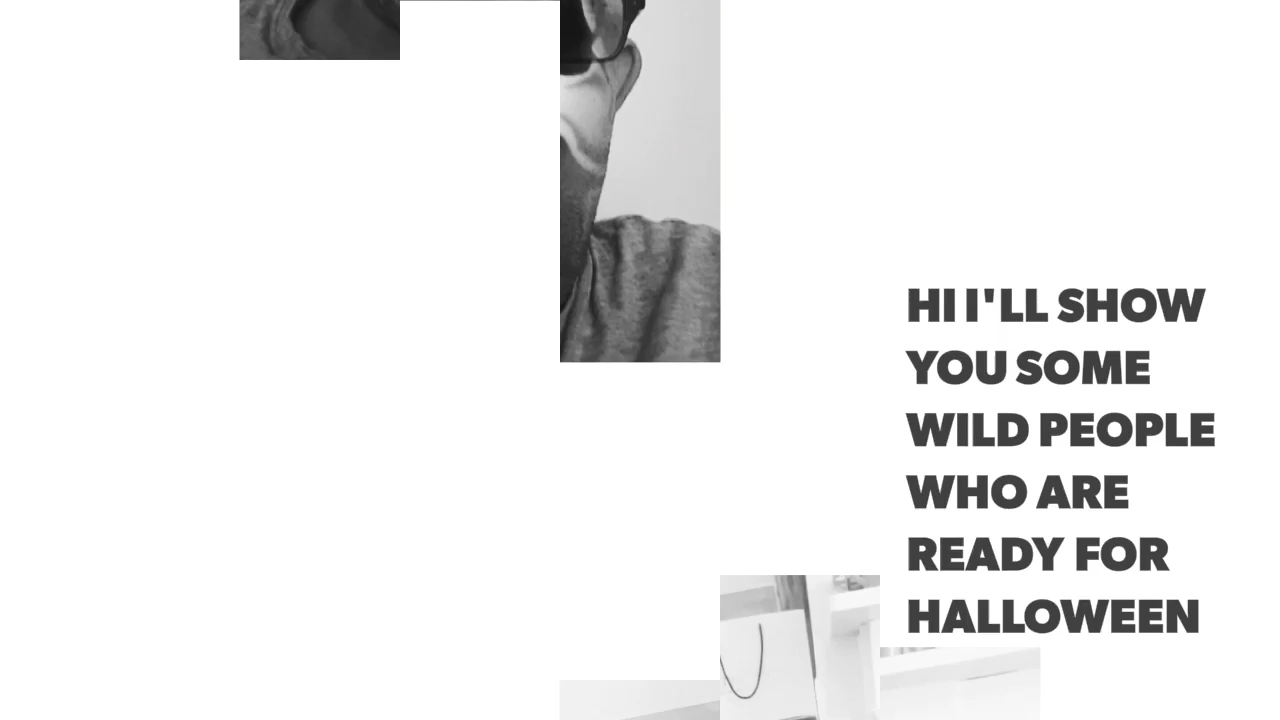 HI I'LL SHOW
YOU SOME
WILD PEOPLE
WHO ARE
READY FOR
HALLOWEEN